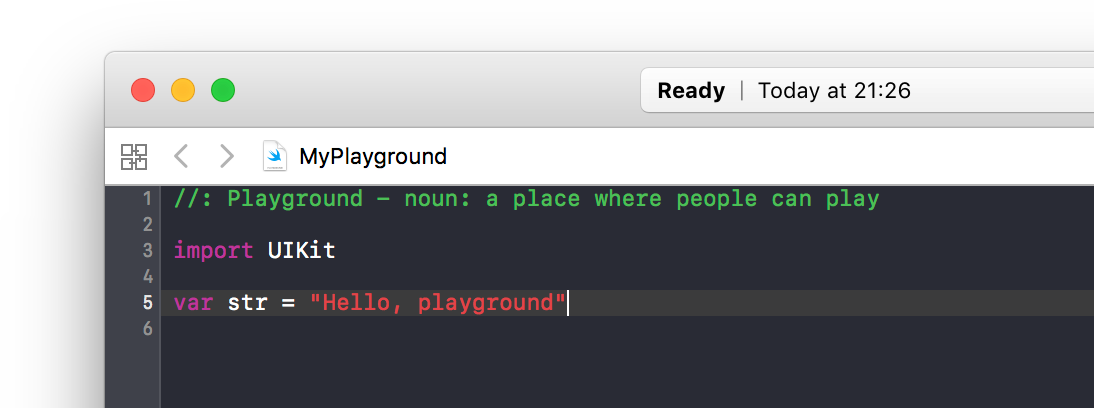 Ready | Today at 21:26
MyPlayground
1 //: Playground - noun: a place where people can play
2
3 import UIKit
4
5 var str = "Hello, playground"
6